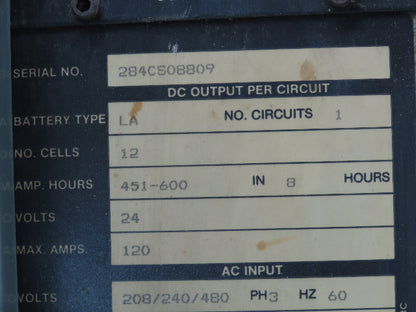 SERIAL NO. 284CS08809
DC OUTPUT PER CIRCUIT
BATTERY TYPE LA NO. CIRCUITS 1
NO. CELLS 12
AMP. HOURS 451-600 IN 8 HOURS
VOLTS 24
MAX. AMPS. 120
AC INPUT
VOLTS 208/240/480 PH 3 HZ 60